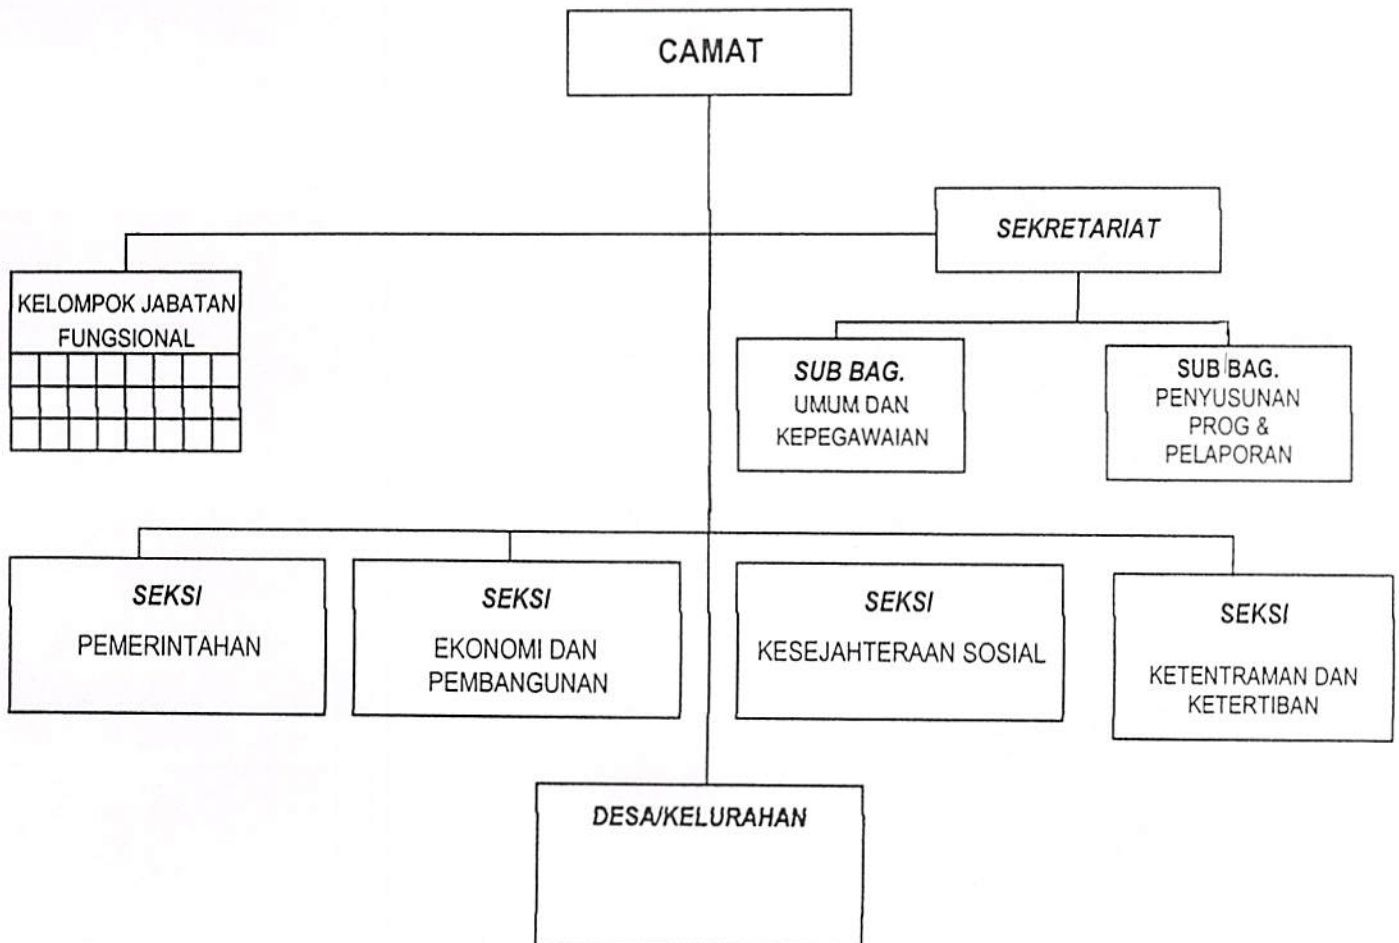 CAMAT
SEKRETARIAT
KELOMPOK JABATAN
FUNGSIONAL
SUB BAG.
UMUM DAN
KEPEGAWAIAN
SUB BAG.
PENYUSUNAN
PROG &
PELAPORAN
SEKSI
PEMERINTAHAN
SEKSI
EKONOMI DAN
PEMBANGUNAN
SEKSI
KESEJAHTERAAN SOSIAL
SEKSI
KETENTRAMAN DAN
KETERTIBAN
DESA/KELURAHAN